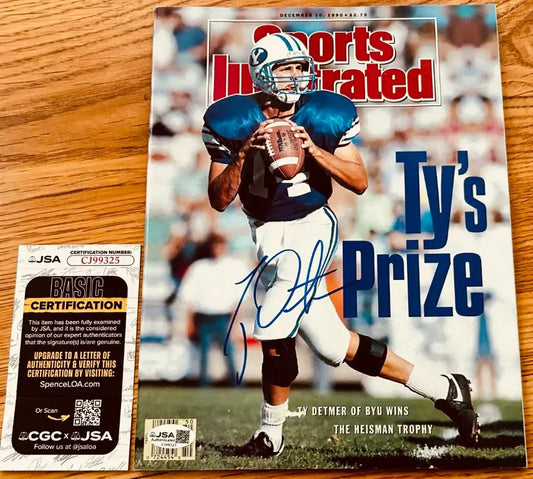 DECEMBER 10, 1990 • $2.75
Sports
Illustrated
Ty's
Prize
TY DETMER OF BYU WINS
THE HEISMAN TROPHY
JSA
CERTIFICATION NUMBER:
CJ99325
BASIC
CERTIFICATION
This item has been fully examined
by JSA, and it is the considered
opinion of our expert authenticators
that the signature(s) is/are genuine.
UPGRADE TO A LETTER OF
AUTHENTICITY & VERIFY THIS
CERTIFICATION BY VISITING:
SpenceLOA.com
Or Scan
CGC x JSA
Follow us at @jsaloa
JSA
CJ99325